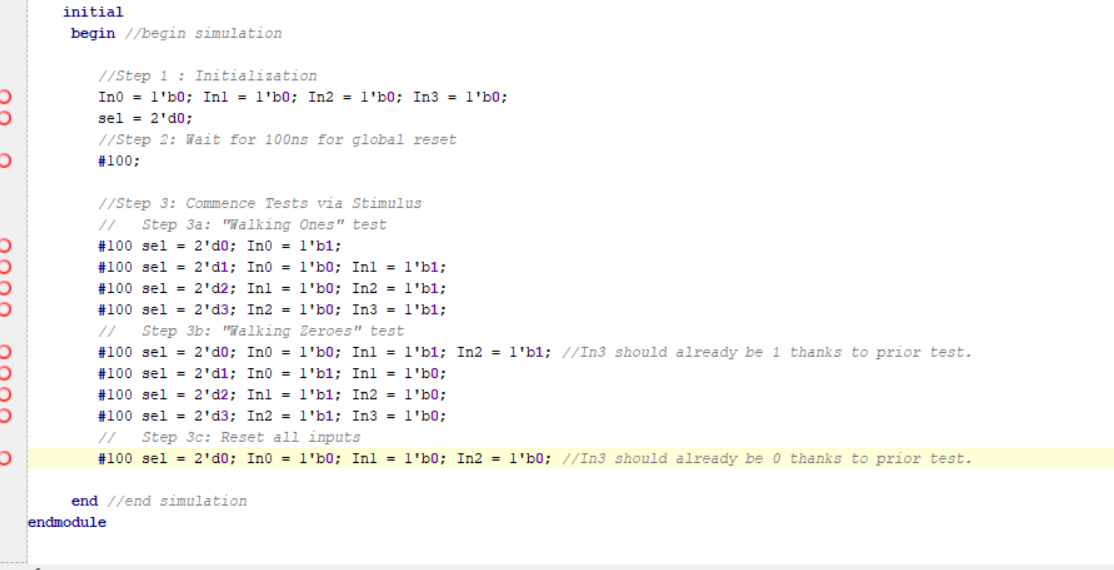 initial
begin //begin simulation
//Step 1 : Initialization
In0 = 1'b0; In1 = 1'b0; In2 = 1'b0; In3 = 1'b0;
sel = 2'd0;
//Step 2: Wait for 100ns for global reset
#100;
//Step 3: Commence Tests via Stimulus
//   Step 3a: "Walking Ones" test
#100 sel = 2'd0; In0 = 1'b1;
#100 sel = 2'd1; In0 = 1'b0; In1 = 1'b1;
#100 sel = 2'd2; In1 = 1'b0; In2 = 1'b1;
#100 sel = 2'd3; In2 = 1'b0; In3 = 1'b1;
//   Step 3b: "Walking Zeroes" test
#100 sel = 2'd0; In0 = 1'b0; In1 = 1'b1; In2 = 1'b1; //In3 should already be 1 thanks to prior test.
#100 sel = 2'd1; In0 = 1'b1; In1 = 1'b0;
#100 sel = 2'd2; In1 = 1'b1; In2 = 1'b0;
#100 sel = 2'd3; In2 = 1'b1; In3 = 1'b0;
//   Step 3c: Reset all inputs
#100 sel = 2'd0; In0 = 1'b0; In1 = 1'b0; In2 = 1'b0; //In3 should already be 0 thanks to prior test.
end //end simulation
endmodule